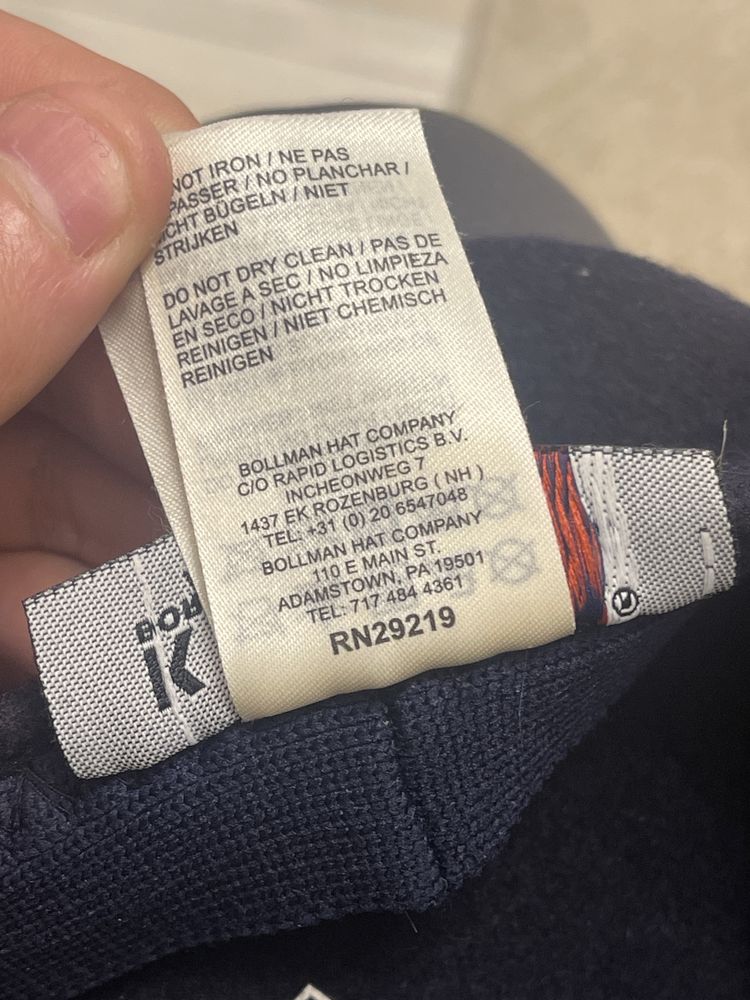 NOT IRON / NE PAS
PASSER / NO PLANCHAR /
NICHT BÜGELN / NIET
STRIJKEN
DO NOT DRY CLEAN / PAS DE
LAVAGE A SEC / NO LIMPIEZA
EN SECO / NICHT TROCKEN
REINIGEN / NIET CHEMISCH
REINIGEN
BOLLMAN HAT COMPANY
C/O RAPID LOGISTICS B.V.
INCHEONWEG 7
1437 EK ROZENBURG ( NH )
TEL: +31 (0) 20 6547048
BOLLMAN HAT COMPANY
110 E MAIN ST.
ADAMSTOWN, PA 19501
TEL: 717 484 4361
RN29219
K